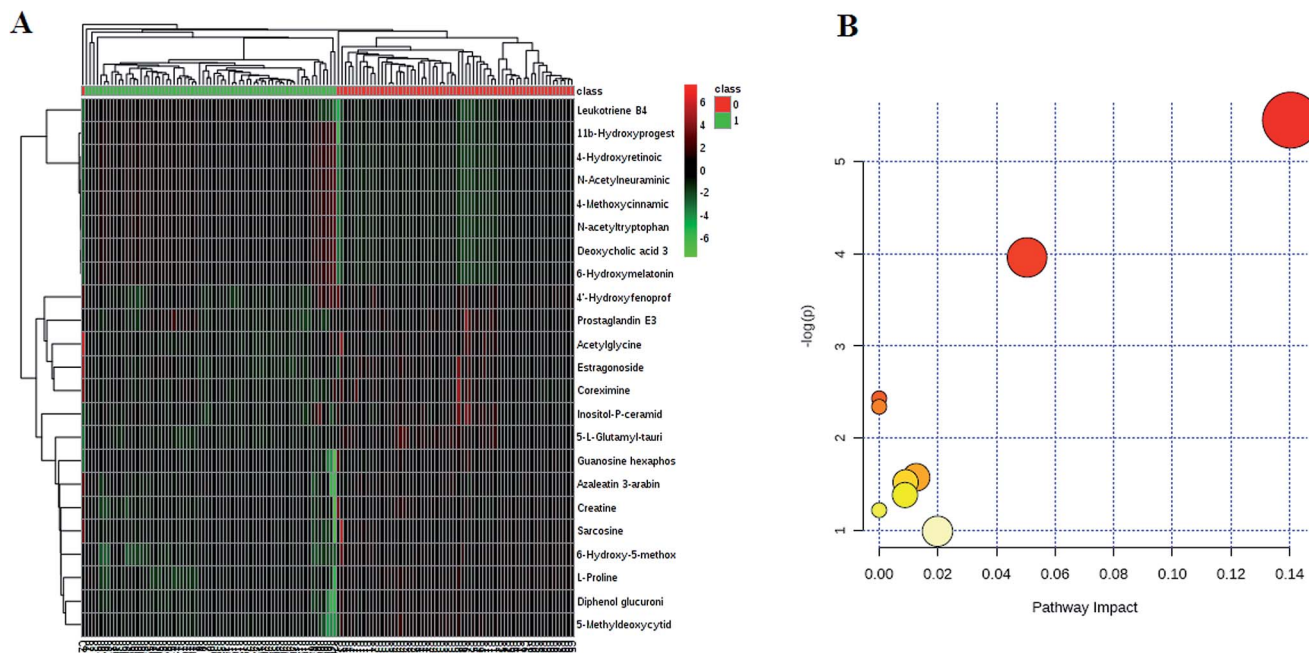 A
B
class
class
0
1
6
4
2
0
-2
-4
-6
Leukotriene B4
11b-Hydroxyprogest
4-Hydroxyretinoic
N-Acetylneuraminic
4-Methoxycinnamic
N-acetyltryptophan
Deoxycholic acid 3
6-Hydroxymelatonin
4'-Hydroxyfenoprof
Prostaglandin E3
Acetylglycine
Estragonoside
Coreximine
Inositol-P-ceramid
5-L-Glutamyl-tauri
Guanosine hexaphos
Azaleatin 3-arabin
Creatine
Sarcosine
6-Hydroxy-5-methox
L-Proline
Diphenol glucuroni
5-Methyldeoxycytid
-log(p)
5
4
3
2
1
0.00 0.02 0.04 0.06 0.08 0.10 0.12 0.14
Pathway Impact